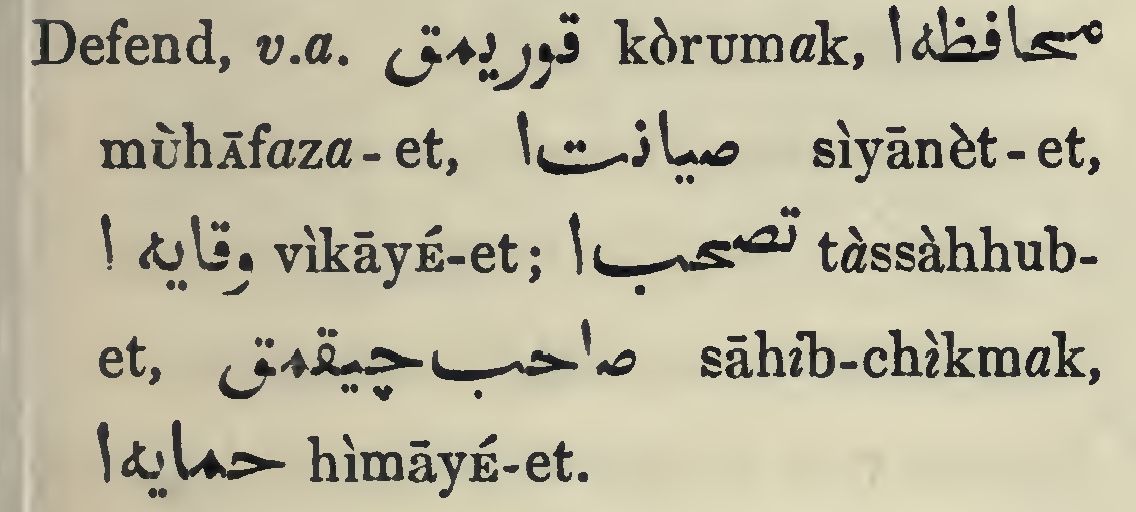 Defend, v.a. قوريمق kòrumak, محافظه ا
mùhĀfaza-et, صيانت ا sìyānèt-et,
وقايه ا vìkāyÉ-et; تصحب ا tàssàhhub-
et, صاحب چيقمق sāhib-chìkmak,
حمايه ا hìmāyÉ-et.